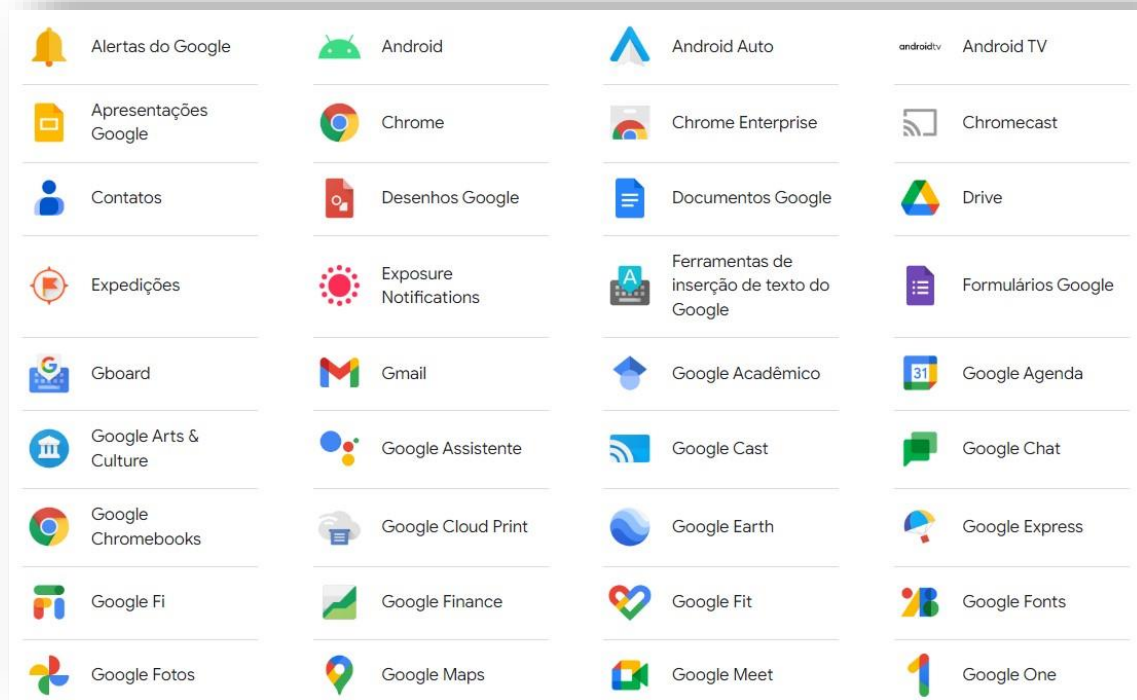 Alertas do Google
Android
Android Auto
androidtv
Android TV
Apresentações
Google
Chrome
Chrome Enterprise
Chromecast
Contatos
Desenhos Google
Documentos Google
Drive
Expedições
Exposure
Notifications
A
Ferramentas de
inserção de texto do
Google
Formulários Google
G
Gboard
Gmail
Google Acadêmico
31
Google Agenda
Google Arts &
Culture
Google Assistente
Google Cast
Google Chat
Google
Chromebooks
Google Cloud Print
Google Earth
Google Express
Google Fi
Google Finance
Google Fit
Google Fonts
Google Fotos
Google Maps
Google Meet
Google One